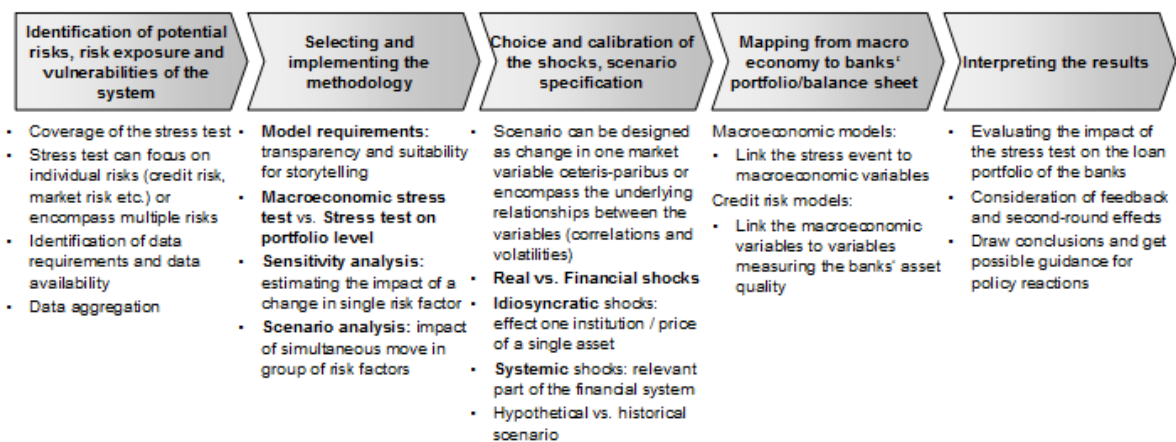 Identification of potential
risks, risk exposure and
vulnerabilities of the
system
• Coverage of the stress test
• Stress test can focus on
individual risks (credit risk,
market risk etc.) or
encompass multiple risks
• Identification of data
requirements and data
availability
• Data aggregation
Selecting and
implementing the
methodology
• Model requirements:
transparency and suitability
for storytelling
• Macroeconomic stress
test vs. Stress test on
portfolio level
• Sensitivity analysis:
estimating the impact of a
change in single risk factor
• Scenario analysis: impact
of simultaneous move in
group of risk factors
Choice and calibration of
the shocks, scenario
specification
• Scenario can be designed
as change in one market
variable ceteris-paribus or
encompass the underlying
relationships between the
variables (correlations and
volatilities)
• Real vs. Financial shocks
• Idiosyncratic shocks:
effect one institution / price
of a single asset
• Systemic shocks: relevant
part of the financial system
• Hypothetical vs. historical
scenario
Mapping from macro
economy to banks'
portfolio/balance sheet
Macroeconomic models:
• Link the stress event to
macroeconomic variables
Credit risk models:
• Link the macroeconomic
variables to variables
measuring the banks' asset
quality
Interpreting the results
• Evaluating the impact of
the stress test on the loan
portfolio of the banks
• Consideration of feedback
and second-round effects
• Draw conclusions and get
possible guidance for
policy reactions